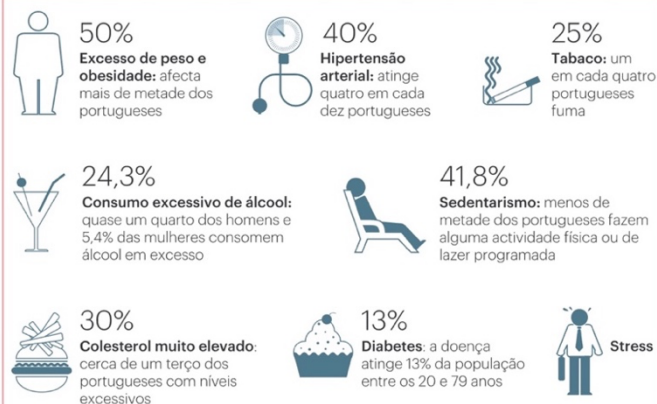 50%
Excesso de peso e
obesidade: afecta
mais de metade dos
portugueses
40%
Hipertensão
arterial: atinge
quatro em cada
dez portugueses
25%
Tabaco: um
em cada quatro
portugueses
fuma
24,3%
Consumo excessivo de álcool:
quase um quarto dos homens e
5,4% das mulheres consomem
álcool em excesso
41,8%
Sedentarismo: menos de
metade dos portugueses fazem
alguma actividade física ou de
lazer programada
30%
Colesterol muito elevado:
cerca de um terço dos
portugueses com níveis
excessivos
13%
Diabetes: a doença
atinge 13% da população
entre os 20 e 79 anos
Stress